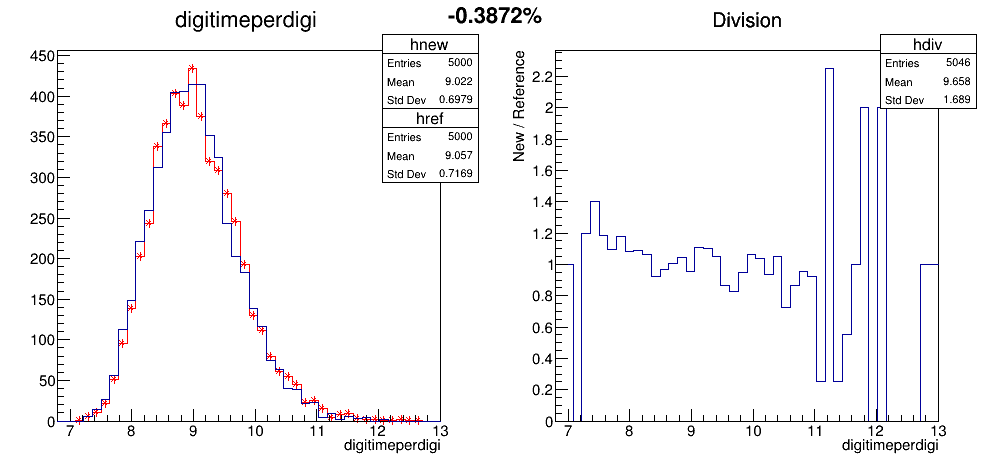 digitimeperdigi
-0.3872%
Division
hnew
Entries 5000
Mean 9.022
Std Dev 0.6979
href
Entries 5000
Mean 9.057
Std Dev 0.7169
450
400
350
300
250
200
150
100
50
0
7 8 9 10 11 12 13
digitimeperdigi
hdiv
Entries 5046
Mean 9.658
Std Dev 1.689
New / Reference
2.2
2
1.8
1.6
1.4
1.2
1
0.8
0.6
0.4
0.2
0
7 8 9 10 11 12 13
digitimeperdigi